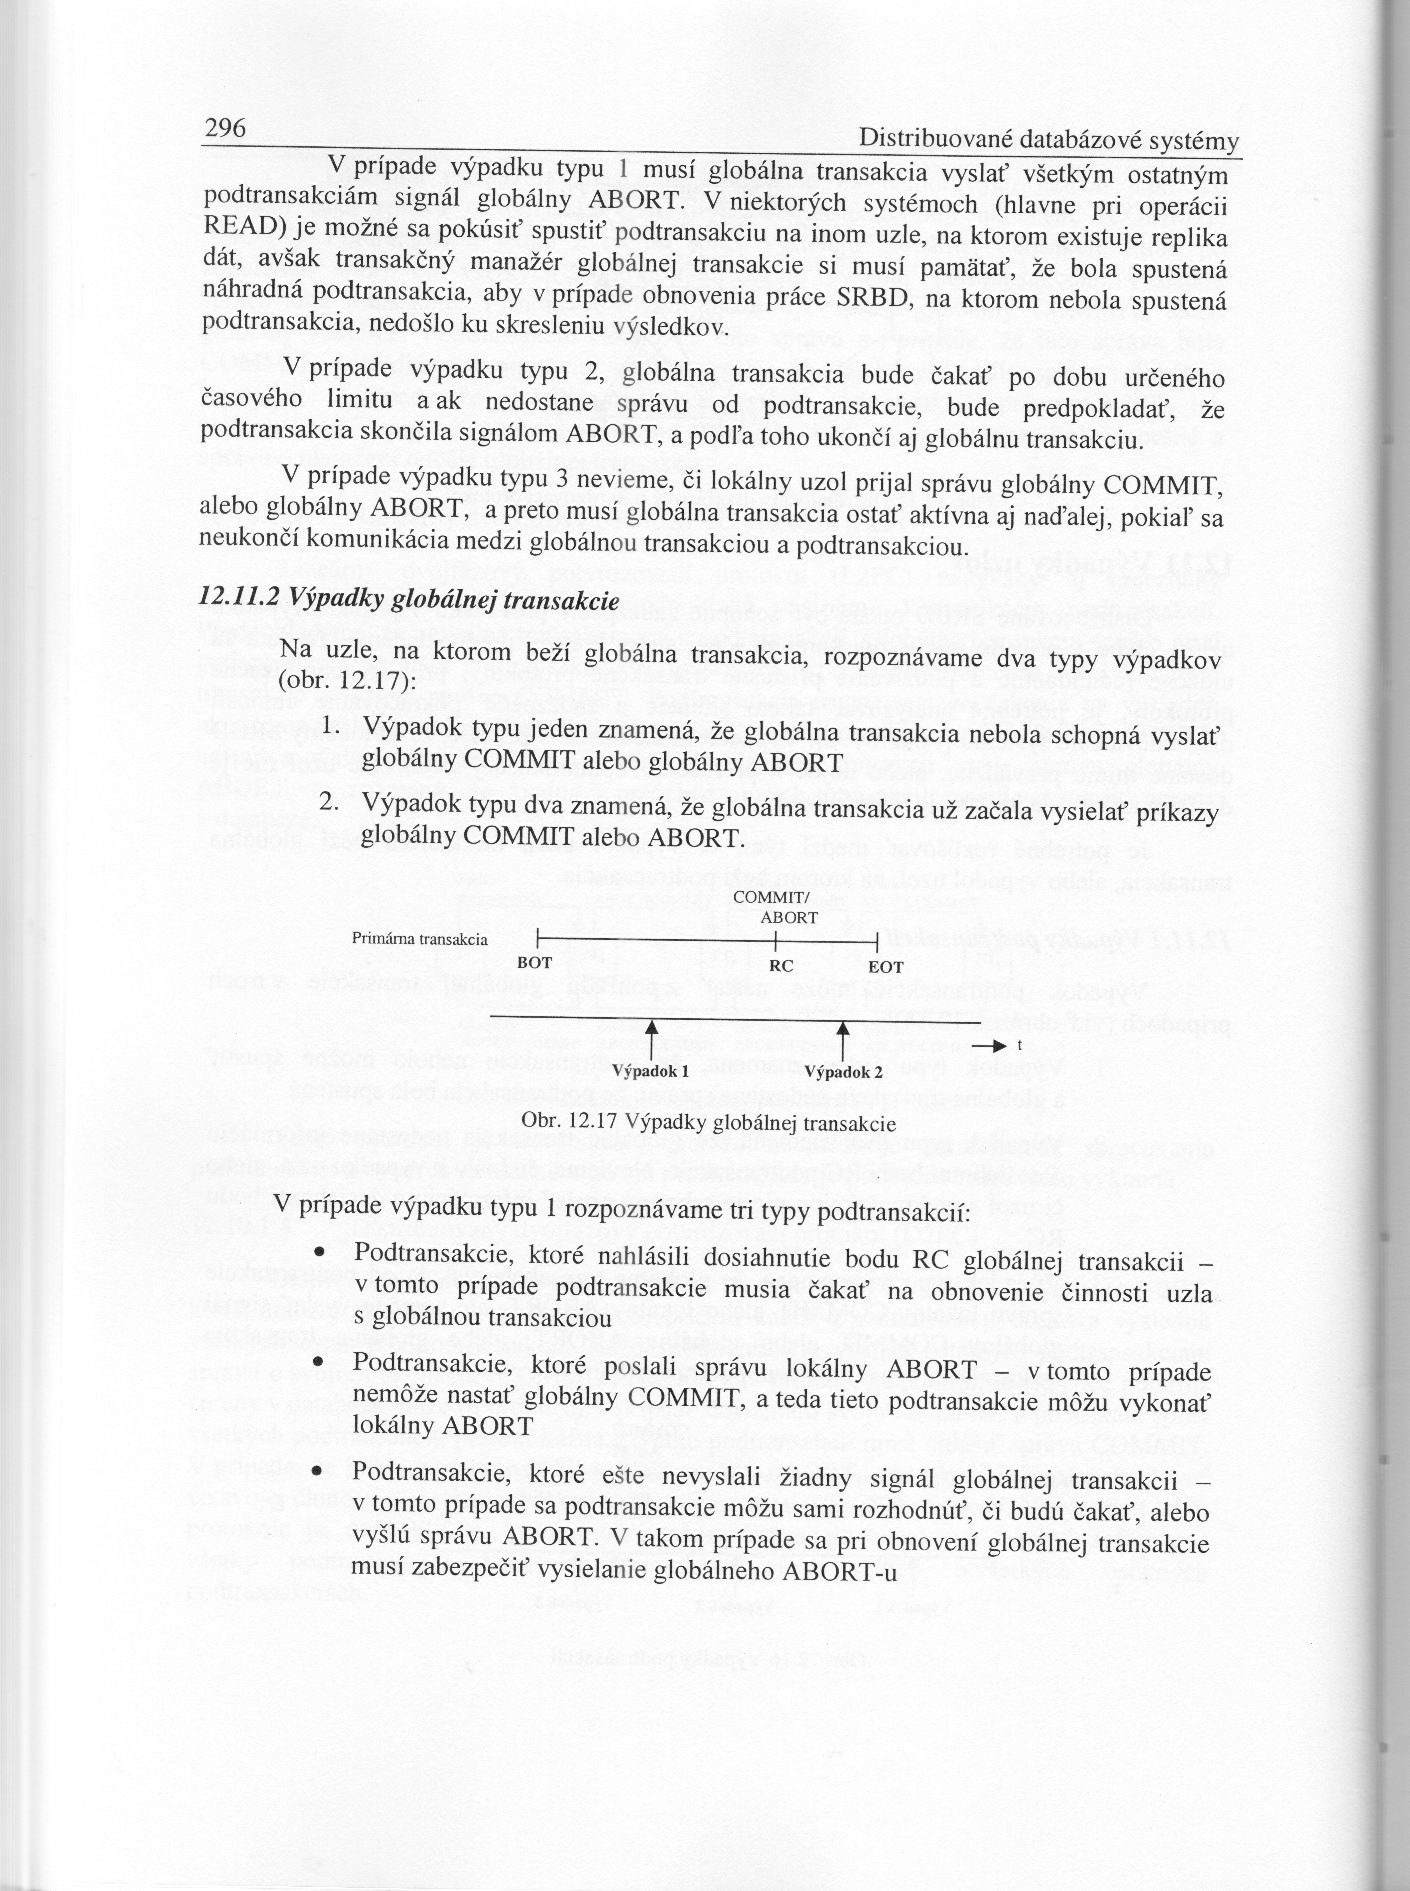 296
Distribuované databázové systémy
V prípade výpadku typu 1 musí globálna transakcia vyslať všetkým ostatným
podtransakciám signál globálny ABORT. V niektorých systémoch (hlavne pri operácii
READ) je možné sa pokúsiť spustiť podtransakciu na inom uzle, na ktorom existuje replika
dát, avšak transakčný manažér globálnej transakcie si musí pamätať, že bola spustená
náhradná podtransakcia, aby v prípade obnovenia práce SRBD, na ktorom nebola spustená
podtransakcia, nedošlo ku skresleniu výsledkov.
V prípade výpadku typu 2, globálna transakcia bude čakať po dobu určeného
časového limitu a ak nedostane správu od podtransakcie, bude predpokladať, že
podtransakcia skončila signálom ABORT, a podľa toho ukončí aj globálnu transakciu.
V prípade výpadku typu 3 nevieme, či lokálny uzol prijal správu globálny COMMIT,
alebo globálny ABORT, a preto musí globálna transakcia ostať aktívna aj naďalej, pokiaľ sa
neukončí komunikácia medzi globálnou transakciou a podtransakciou.
12.11.2 Výpadky globálnej transakcie
Na uzle, na ktorom beží globálna transakcia, rozpoznávame dva typy výpadkov
(obr. 12.17):
1. Výpadok typu jeden znamená, že globálna transakcia nebola schopná vyslať
globálny COMMIT alebo globálny ABORT
2. Výpadok typu dva znamená, že globálna transakcia už začala vysielať príkazy
globálny COMMIT alebo ABORT.
COMMIT/
ABORT
Primárna transakcia
BOT RC EOT
t
Výpadok 1 Výpadok 2
Obr. 12.17 Výpadky globálnej transakcie
V prípade výpadku typu 1 rozpoznávame tri typy podtransakcií:
• Podtransakcie, ktoré nahlásili dosiahnutie bodu RC globálnej transakcii –
v tomto prípade podtransakcie musia čakať na obnovenie činnosti uzla
s globálnou transakciou
• Podtransakcie, ktoré poslali správu lokálny ABORT – v tomto prípade
nemôže nastať globálny COMMIT, a teda tieto podtransakcie môžu vykonať
lokálny ABORT
• Podtransakcie, ktoré ešte nevyslali žiadny signál globálnej transakcii –
v tomto prípade sa podtransakcie môžu sami rozhodnúť, či budú čakať, alebo
vyšlú správu ABORT. V takom prípade sa pri obnovení globálnej transakcie
musí zabezpečiť vysielanie globálneho ABORT-u